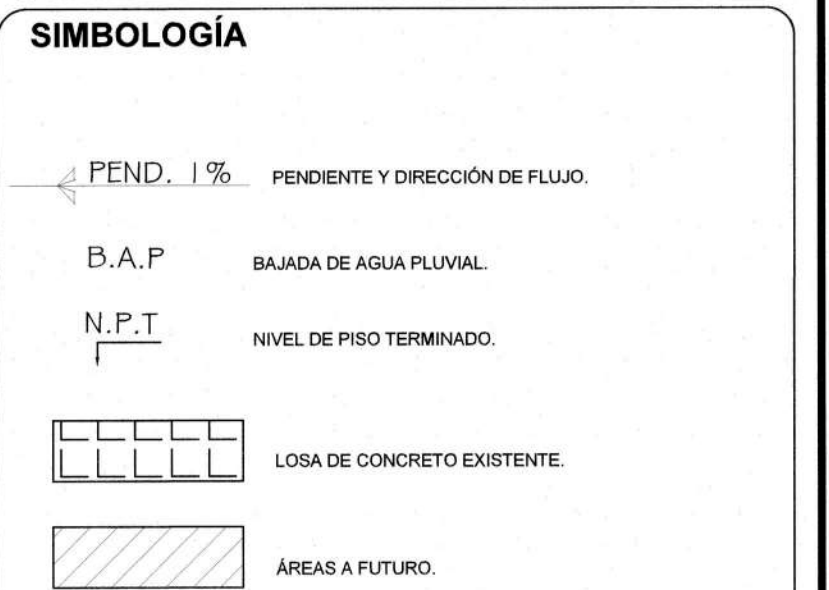 SIMBOLOGÍA
PEND. 1% PENDIENTE Y DIRECCIÓN DE FLUJO.
B.A.P BAJADA DE AGUA PLUVIAL.
N.P.T NIVEL DE PISO TERMINADO.
LOSA DE CONCRETO EXISTENTE.
ÁREAS A FUTURO.